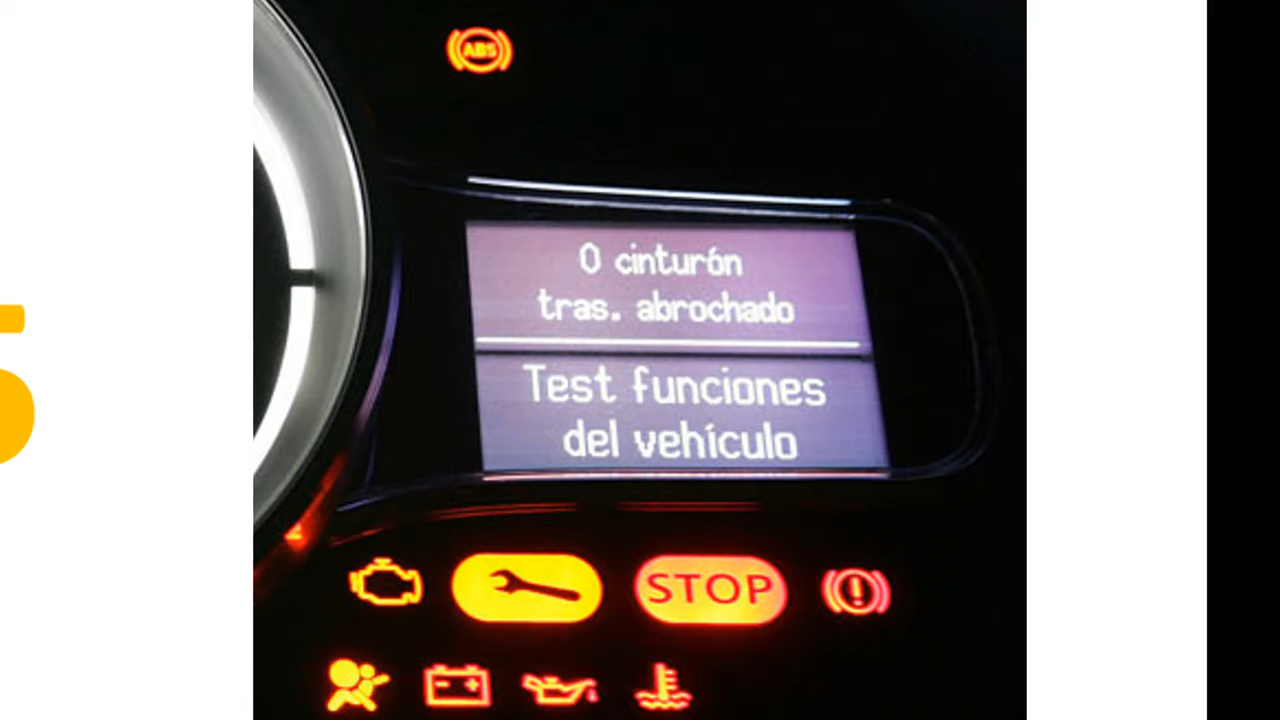 ABS
0 cinturón
tras. abrochado
Test funciones
del vehículo
STOP